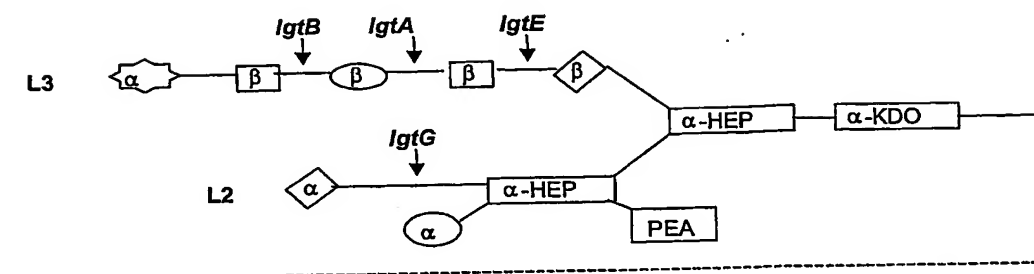 lgtB lgtA lgtE
L3 α β β β β
α-HEP α-KDO
lgtG
L2 α α-HEP
α PEA